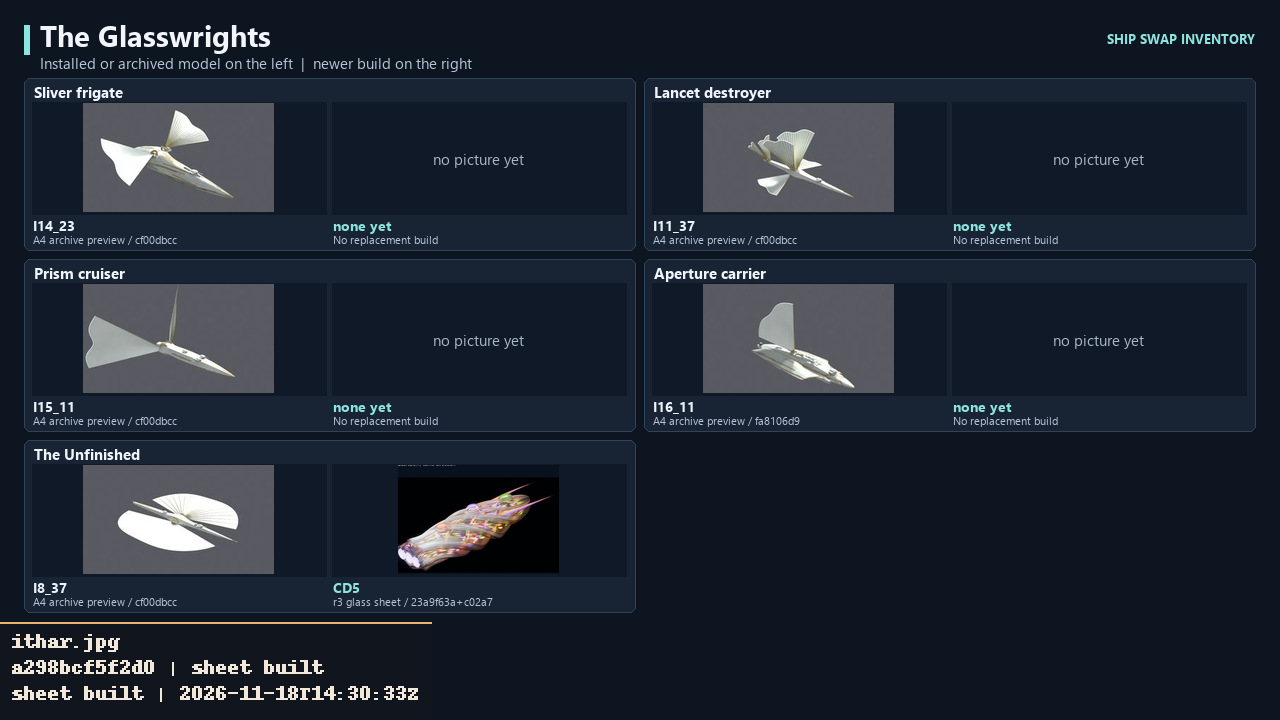 The Glasswrights
SHIP SWAP INVENTORY
Installed or archived model on the left | newer build on the right
Sliver frigate
no picture yet
I14_23
A4 archive preview / cf00dbcc
none yet
No replacement build
Lancet destroyer
no picture yet
I11_37
A4 archive preview / cf00dbcc
none yet
No replacement build
Prism cruiser
no picture yet
I15_11
A4 archive preview / cf00dbcc
none yet
No replacement build
Aperture carrier
no picture yet
I16_11
A4 archive preview / fa8106d9
none yet
No replacement build
The Unfinished
I8_37
A4 archive preview / cf00dbcc
CD5
r3 glass sheet / 23a9f63a+c02a7
ithar.jpg
a298bcf5f2d0 | sheet built
sheet built | 2026-11-18T14:30:33Z